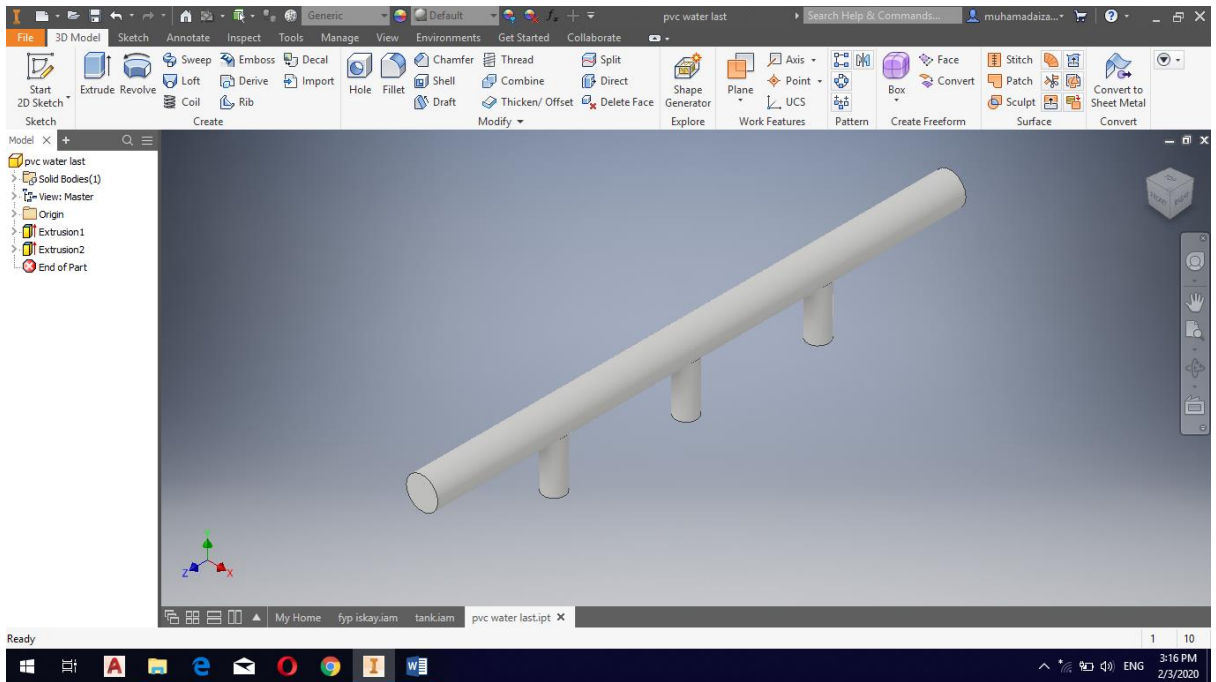 Generic Default pvc water last Search Help & Commands... muhamadaiza...
File 3D Model Sketch Annotate Inspect Tools Manage View Environments Get Started Collaborate
Sweep Emboss Decal Chamfer Thread Split Axis Face Stitch
Start 2D Sketch Extrude Revolve Loft Derive Import Hole Fillet Shell Combine Direct Shape Generator Plane Point Box Convert Patch Convert to Sheet Metal
Coil Rib Draft Thicken/ Offset Delete Face UCS Sculpt
Sketch Create Modify Explore Work Features Pattern Create Freeform Surface Convert
Model
pvc water last
Solid Bodies(1)
View: Master
Origin
Extrusion1
Extrusion2
End of Part
Y
Z X
My Home fyp iskay.iam tank.iam pvc water last.ipt
Ready 1 10
ENG 3:16 PM
2/3/2020